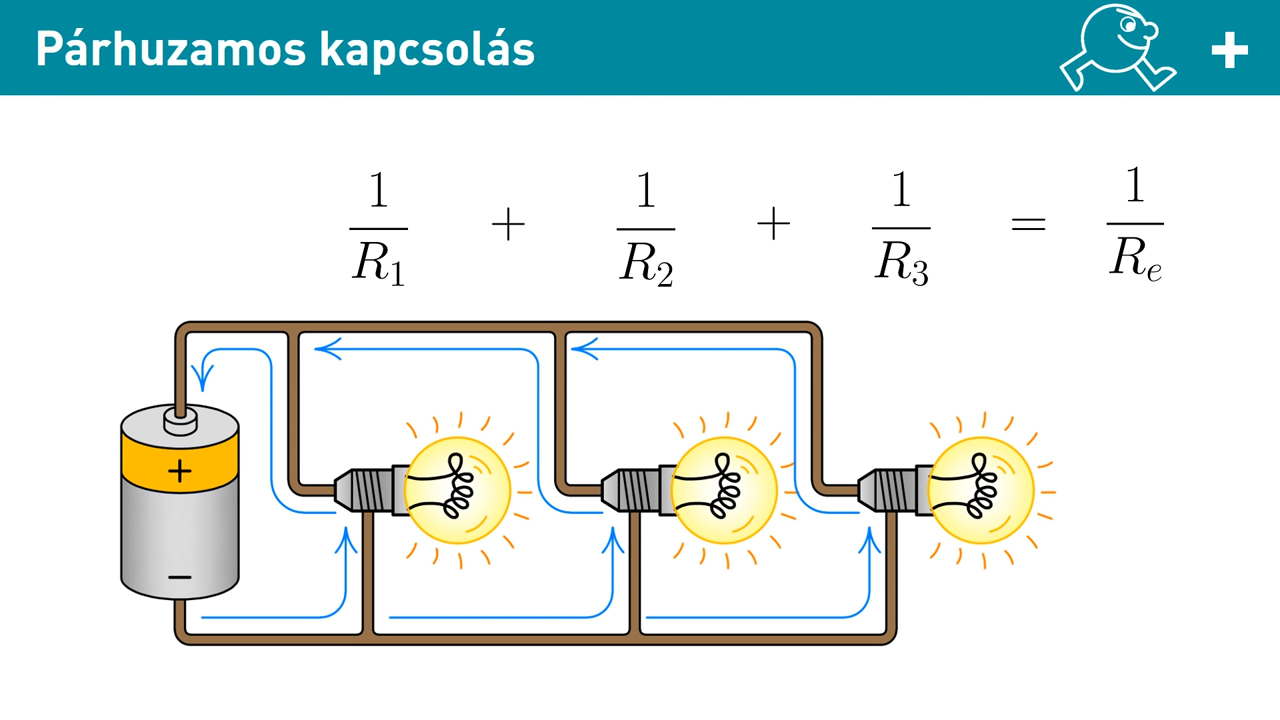 Párhuzamos kapcsolás +
1/R₁ + 1/R₂ + 1/R₃ = 1/Rₑ
+
−